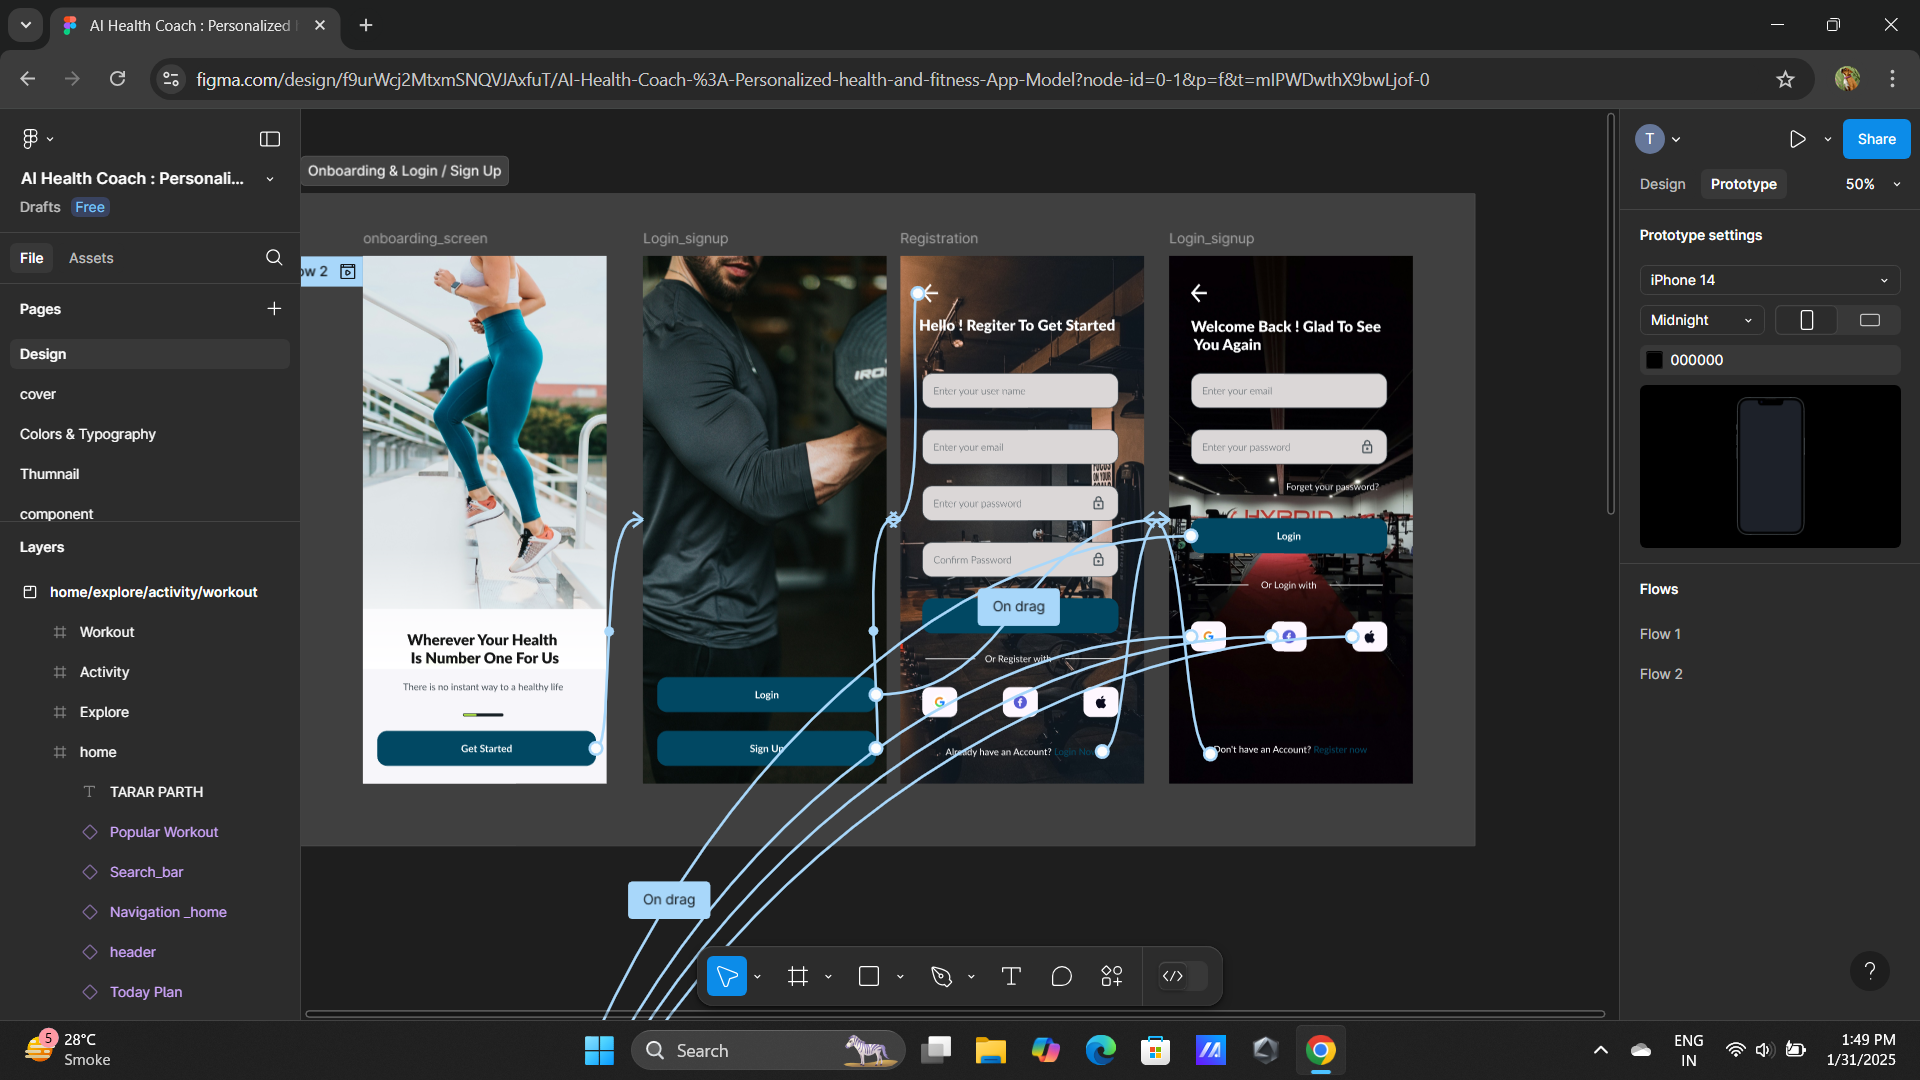 AI Health Coach : Personalized
figma.com/design/f9urWcj2MtxmSNQVJAxfuT/AI-Health-Coach-%3A-Personalized-health-and-fitness-App-Model?node-id=0-1&p=f&t=mIPWDwthX9bwLjof-0
AI Health Coach : Personali...
Drafts
Free
File
Assets
Pages
Design
cover
Colors & Typography
Thumnail
component
Layers
home/explore/activity/workout
Workout
Activity
Explore
home
TARAR PARTH
Popular Workout
Search_bar
Navigation _home
header
Today Plan
Onboarding & Login / Sign Up
onboarding_screen
ow 2
Wherever Your Health
Is Number One For Us
There is no instant way to a healthy life
Get Started
Login_signup
IRO
Login
Sign Up
Registration
Hello ! Regiter To Get Started
Enter your user name
Enter your email
Enter your password
Confirm Password
On drag
Or Register with
Already have an Account? Login Now
Login_signup
Welcome Back ! Glad To See
You Again
Enter your email
Enter your password
Forget your password?
HYBRID
Login
Or Login with
Don't have an Account? Register now
On drag
T
Share
Design
Prototype
50%
Prototype settings
iPhone 14
Midnight
000000
Flows
Flow 1
Flow 2
?
5
28°C
Smoke
Search
ENG
IN
1:49 PM
1/31/2025